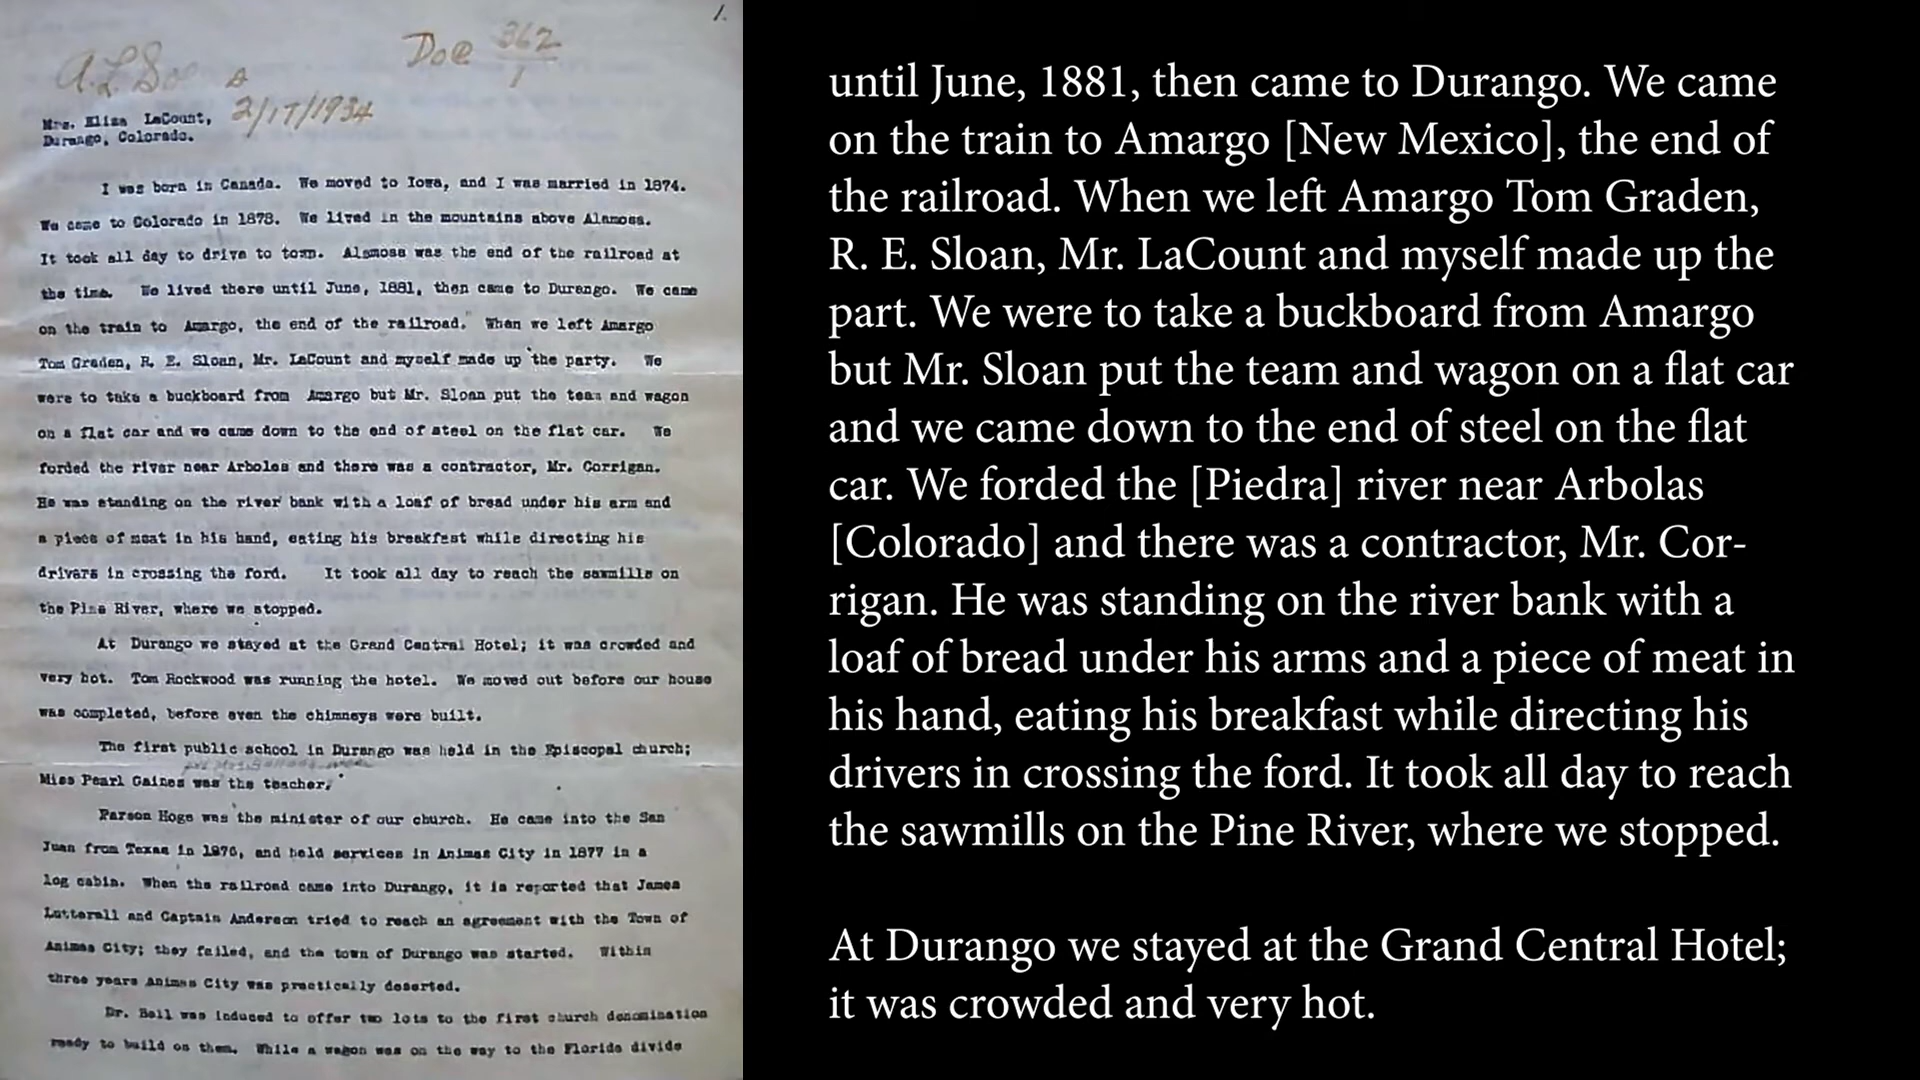 1.
Doc 362
1
2/17/1934
Mrs. Eliza LaCount,
Durango, Colorado.
I was born in Canada. We moved to Iowa, and I was married in 1874.
We came to Colorado in 1878. We lived in the mountains above Alamosa.
It took all day to drive to town. Alamosa was the end of the railroad at
the time. We lived there until June, 1881, then came to Durango. We came
on the train to Amargo, the end of the railroad. When we left Amargo
Tom Graden, R. E. Sloan, Mr. LaCount and myself made up the party. We
were to take a buckboard from Amargo but Mr. Sloan put the team and wagon
on a flat car and we came down to the end of steel on the flat car. We
forded the river near Arboles and there was a contractor, Mr. Corrigan.
He was standing on the river bank with a loaf of bread under his arm and
a piece of meat in his hand, eating his breakfast while directing his
drivers in crossing the ford. It took all day to reach the sawmills on
the Pine River, where we stopped.
At Durango we stayed at the Grand Central Hotel; it was crowded and
very hot. Tom Rockwood was running the hotel. We moved out before our house
was completed, before even the chimneys were built.
The first public school in Durango was held in the Episcopal church;
Miss Pearl Gaines was the teacher.
Parson Hoge was the minister of our church. He came into the San
Juan from Texas in 1876, and held services in Animas City in 1877 in a
log cabin. When the railroad came into Durango, it is reported that James
Luttrell and Captain Anderson tried to reach an agreement with the Town of
Animas City; they failed, and the town of Durango was started. Within
three years Animas City was practically deserted.
Dr. Bell was induced to offer two lots to the first church denomination
ready to build on them. While a wagon was on the way to the Florida divide
until June, 1881, then came to Durango. We came
on the train to Amargo [New Mexico], the end of
the railroad. When we left Amargo Tom Graden,
R. E. Sloan, Mr. LaCount and myself made up the
part. We were to take a buckboard from Amargo
but Mr. Sloan put the team and wagon on a flat car
and we came down to the end of steel on the flat
car. We forded the [Piedra] river near Arbolas
[Colorado] and there was a contractor, Mr. Cor-
rigan. He was standing on the river bank with a
loaf of bread under his arms and a piece of meat in
his hand, eating his breakfast while directing his
drivers in crossing the ford. It took all day to reach
the sawmills on the Pine River, where we stopped.
At Durango we stayed at the Grand Central Hotel;
it was crowded and very hot.